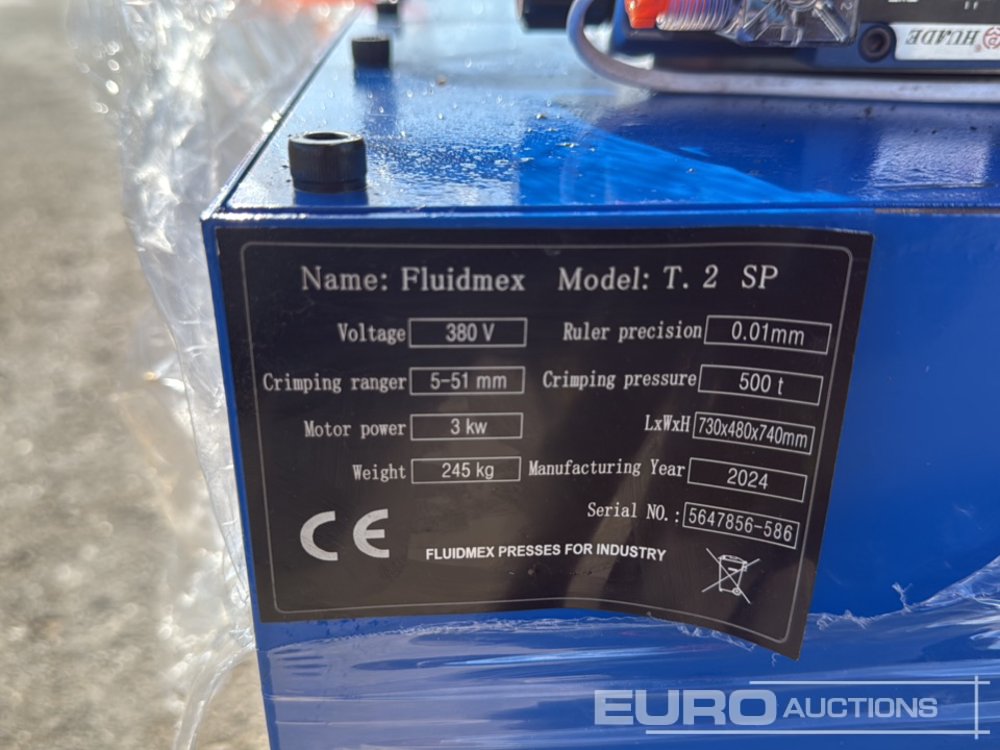 HUADE
Name: Fluidmex Model: T. 2 SP
Voltage 380 V Ruler precision 0.01mm
Crimping ranger 5-51 mm Crimping pressure 500 t
Motor power 3 kw LxWxH 730x480x740mm
Weight 245 kg Manufacturing Year 2024
Serial NO.: 5647856-586
CE FLUIDMEX PRESSES FOR INDUSTRY
EURO AUCTIONS